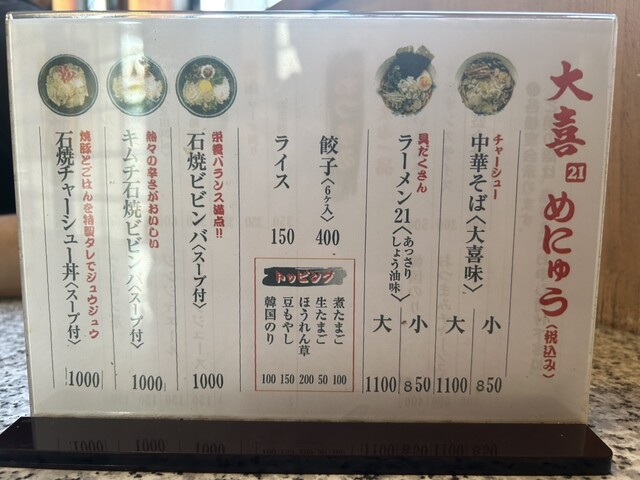 大喜21 めにゅう(税込み)
チャーシュー
中華そば〈大喜味〉
小 850
大 1100
具だくさん
ラーメン21〈あっさりしょう油味〉
小 850
大 1100
餃子〈6ヶ入〉 400
ライス 150
トッピング
煮たまご 100
生たまご 50
ほうれん草 200
豆もやし 150
韓国のり 100
栄養バランス満点!!
石焼ビビンバ〈スープ付〉 1000
熱々の辛さがおいしい
キムチ石焼ビビンバ〈スープ付〉 1000
焼豚とごはんを特製ダレでジュウジュウ
石焼チャーシュー丼〈スープ付〉 1000